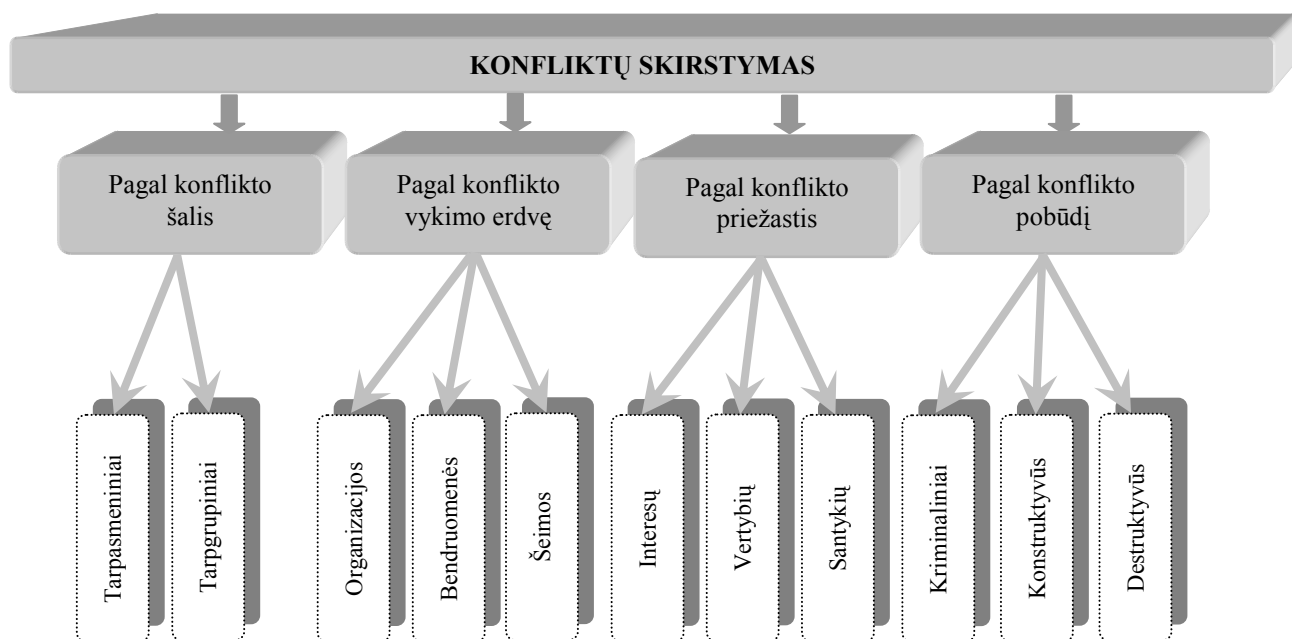 KONFLIKTŲ SKIRSTYMAS
Pagal konflikto
šalis
Pagal konflikto
vykimo erdvę
Pagal konflikto
priežastis
Pagal konflikto
pobūdį
Tarpasmeniniai
Tarpgrupiniai
Organizacijos
Bendruomenės
Šeimos
Interesų
Vertybių
Santykių
Kriminaliniai
Konstruktyvūs
Destruktyvūs